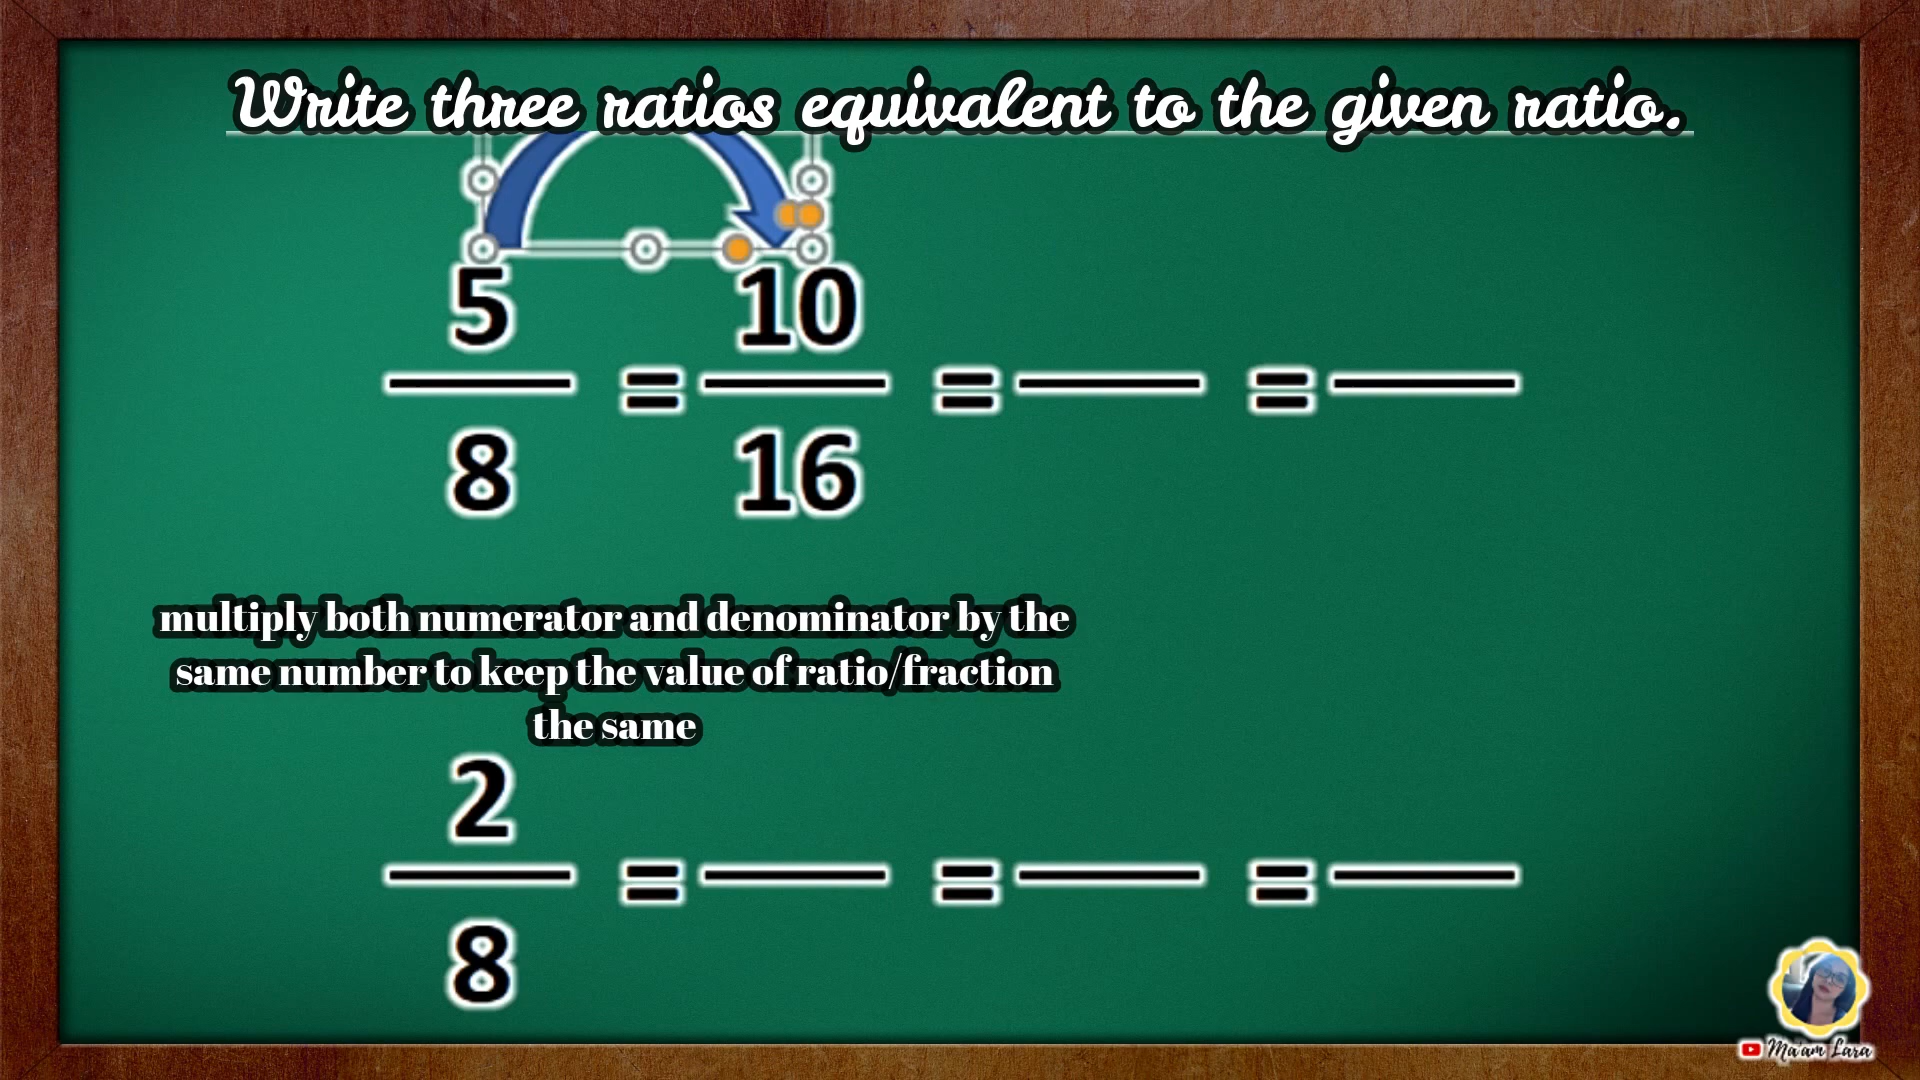 Write three ratios equivalent to the given ratio.
5 10
= = =
8 16
multiply both numerator and denominator by the
same number to keep the value of ratio/fraction
the same
2
= = =
8
Ma'am Lara